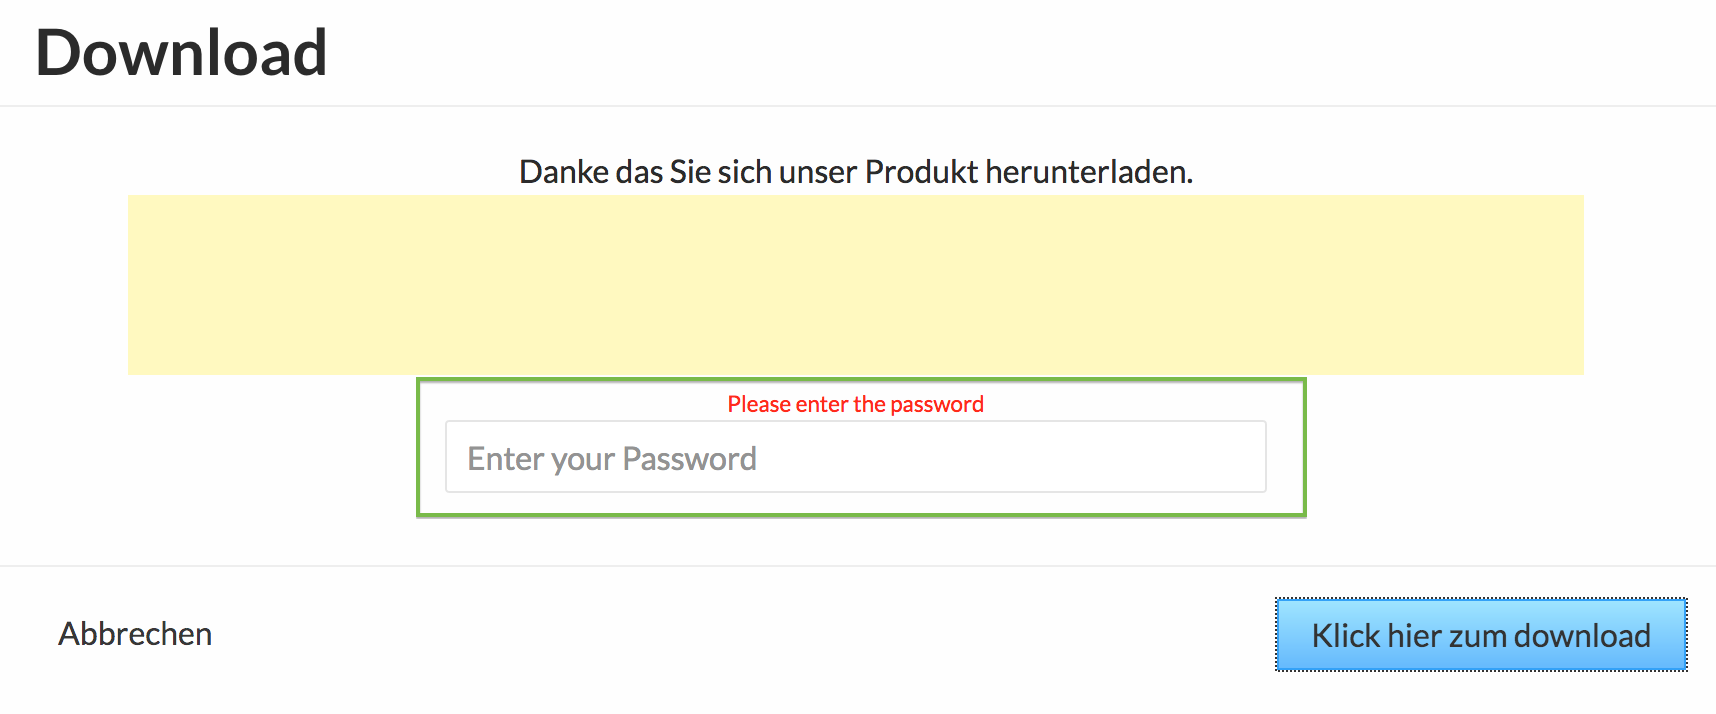 Download
Danke das Sie sich unser Produkt herunterladen.
Please enter the password
Enter your Password
Abbrechen
Klick hier zum download